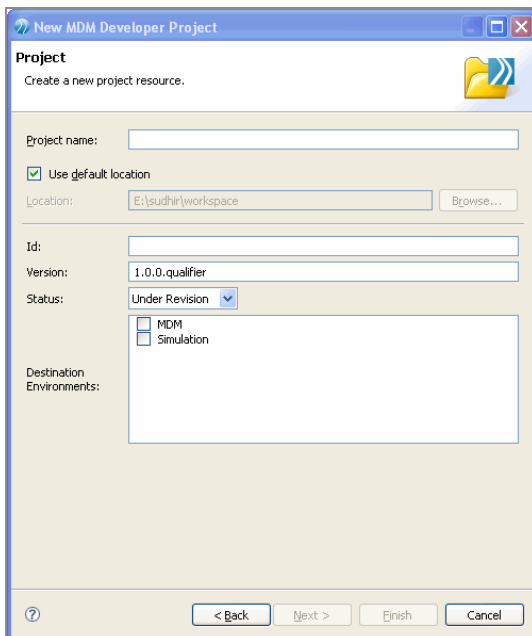 New MDM Developer Project
Project
Create a new project resource.
Project name:
Use default location
Location: E:\sudhir\workspace Browse...
Id:
Version: 1.0.0.qualifier
Status: Under Revision
MDM
Simulation
Destination
Environments:
< Back Next > Finish Cancel